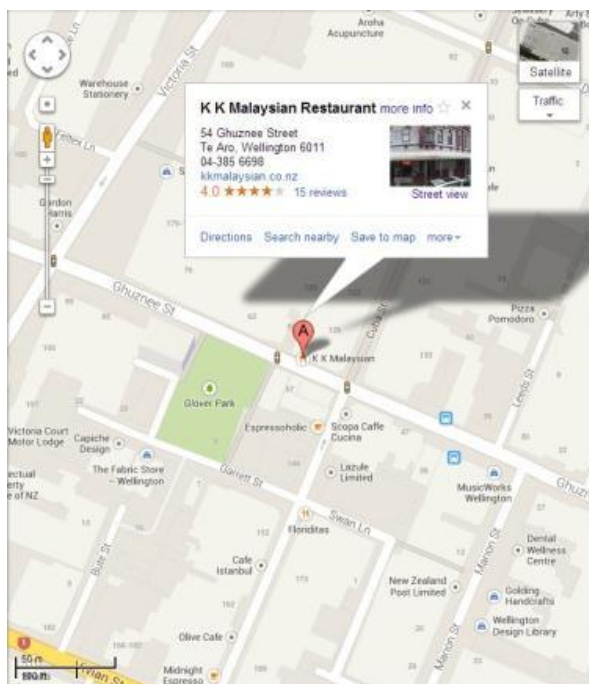 Aroha
Acupuncture
Victoria St
Warehouse
Stationery
Satellite
Traffic
K K Malaysian Restaurant more info
54 Ghuznee Street
Te Aro, Wellington 6011
04-385 6698
kkmalaysian.co.nz
4.0 15 reviews
Street view
Directions Search nearby Save to map more
Gordon
Harris
Ghuznee St
Cuba St
Pizza
Pomodoro
A
K K Malaysian
Leeds St
Glover Park
Espressoholic
Scopa Caffe
Cucina
Victoria Court
Motor Lodge
Capiche
Design
The Fabric Store
– Wellington
Garrett St
Lazule
Limited
MusicWorks
Wellington
Swan Ln
Floriditas
Bute St
Marion St
Dental
Wellness
Centre
Cafe
Istanbul
New Zealand
Post Limited
Golding
Handcrafts
Wellington
Design Library
Olive Cafe
Marion St
Midnight
Espresso
Vivian St
50 m